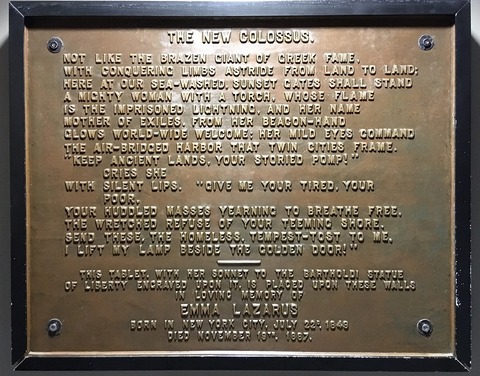 THE NEW COLOSSUS.
NOT LIKE THE BRAZEN GIANT OF GREEK FAME,
WITH CONQUERING LIMBS ASTRIDE FROM LAND TO LAND;
HERE AT OUR SEA-WASHED, SUNSET GATES SHALL STAND
A MIGHTY WOMAN WITH A TORCH, WHOSE FLAME
IS THE IMPRISONED LIGHTNING, AND HER NAME
MOTHER OF EXILES. FROM HER BEACON-HAND
GLOWS WORLD-WIDE WELCOME; HER MILD EYES COMMAND
THE AIR-BRIDGED HARBOR THAT TWIN CITIES FRAME.
"KEEP ANCIENT LANDS, YOUR STORIED POMP!"
CRIES SHE
WITH SILENT LIPS. "GIVE ME YOUR TIRED, YOUR
POOR,
YOUR HUDDLED MASSES YEARNING TO BREATHE FREE,
THE WRETCHED REFUSE OF YOUR TEEMING SHORE.
SEND THESE, THE HOMELESS, TEMPEST-TOST TO ME,
I LIFT MY LAMP BESIDE THE GOLDEN DOOR!"
THIS TABLET, WITH HER SONNET TO THE BARTHOLDI STATUE
OF LIBERTY ENGRAVED UPON IT, IS PLACED UPON THESE WALLS
IN LOVING MEMORY OF
EMMA LAZARUS
BORN IN NEW YORK CITY, JULY 22D, 1849
DIED NOVEMBER 19TH, 1887.